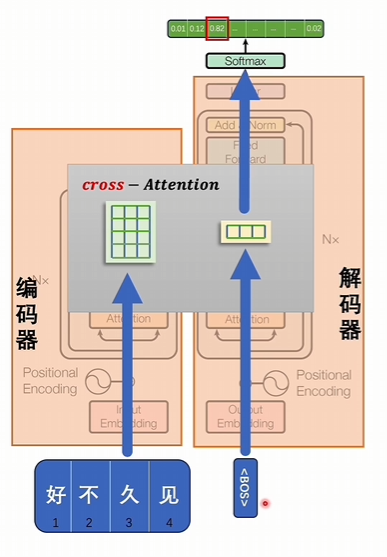 0.01 0.12 0.82 ... ... ... ... 0.02
Softmax
Linear
Add & Norm
Feed
Forward
cross-Attention
N×
N×
编码器
解码器
Attention
Attention
Positional
Encoding
Positional
Encoding
Input
Embedding
Output
Embedding
好 不 久 见
1 2 3 4
<BOS>